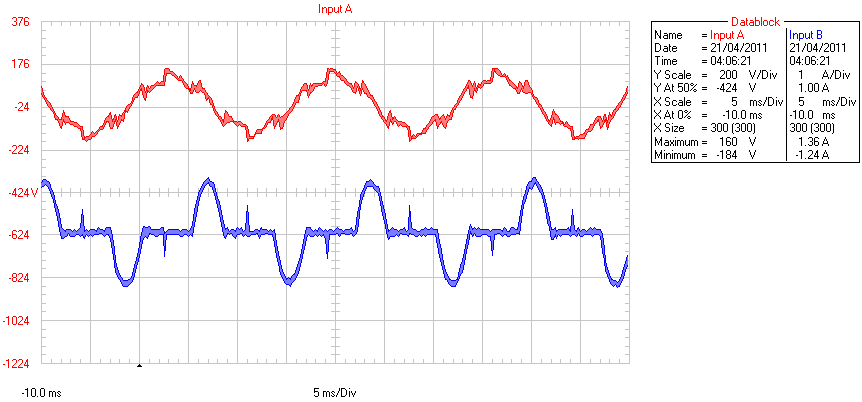 Input A
376
176
-24
-224
-424 V
-624
-824
-1024
-1224
-10.0 ms
5 ms/Div
Datablock
Name = Input A Input B
Date = 21/04/2011 21/04/2011
Time = 04:06:21 04:06:21
Y Scale = 200 V/Div 1 A/Div
Y At 50% = -424 V 1.00 A
X Scale = 5 ms/Div 5 ms/Div
X At 0% = -10.0 ms -10.0 ms
X Size = 300 (300) 300 (300)
Maximum = 160 V 1.36 A
Minimum = -184 V -1.24 A